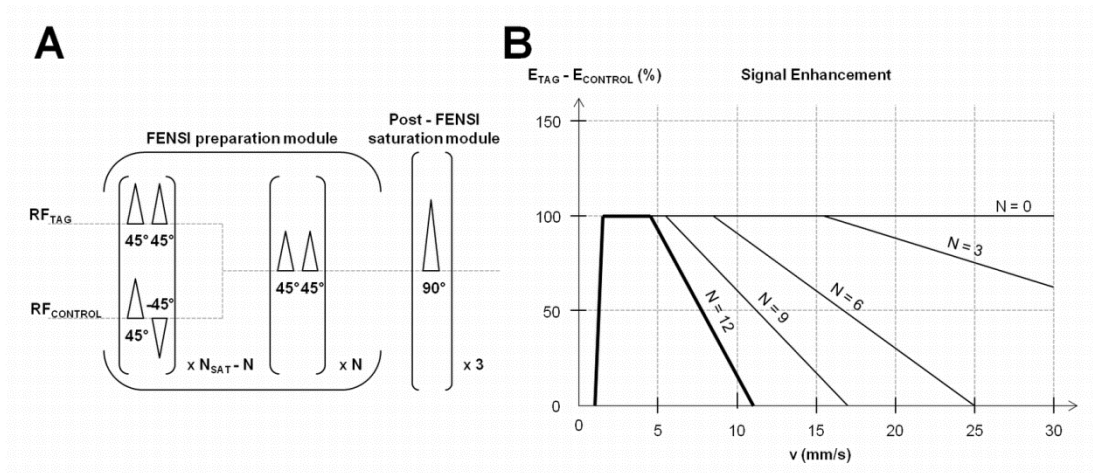 A
B
FENSI preparation module
Post - FENSI
saturation module
RF_TAG
45° 45°
RF_CONTROL
-45°
45°
x N_SAT - N
45° 45°
x N
90°
x 3
E_TAG - E_CONTROL (%)
Signal Enhancement
150
100
50
0
N = 0
N = 3
N = 6
N = 9
N = 12
0 5 10 15 20 25 30
v (mm/s)